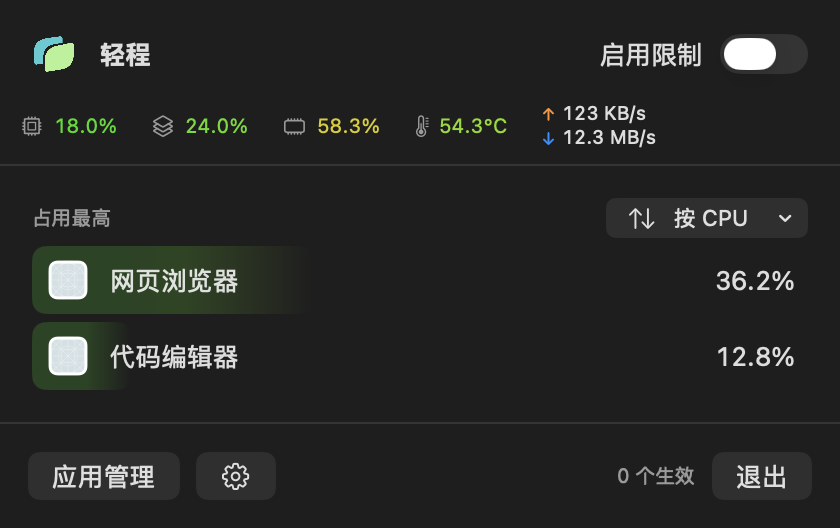 轻程
启用限制
18.0% 24.0% 58.3% 54.3°C
↑ 123 KB/s
↓ 12.3 MB/s
占用最高
按 CPU
网页浏览器 36.2%
代码编辑器 12.8%
应用管理
0 个生效
退出